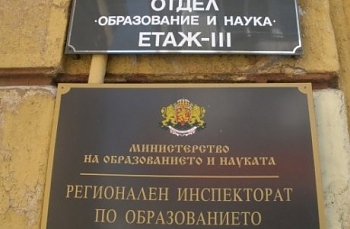 ОТДЕЛ
·ОБРАЗОВАНИЕ И НАУКА·
ЕТАЖ-III
МИНИСТЕРСТВО
НА ОБРАЗОВАНИЕТО И НАУКАТА
РЕГИОНАЛЕН ИНСПЕКТОРАТ
ПО ОБРАЗОВАНИЕТО